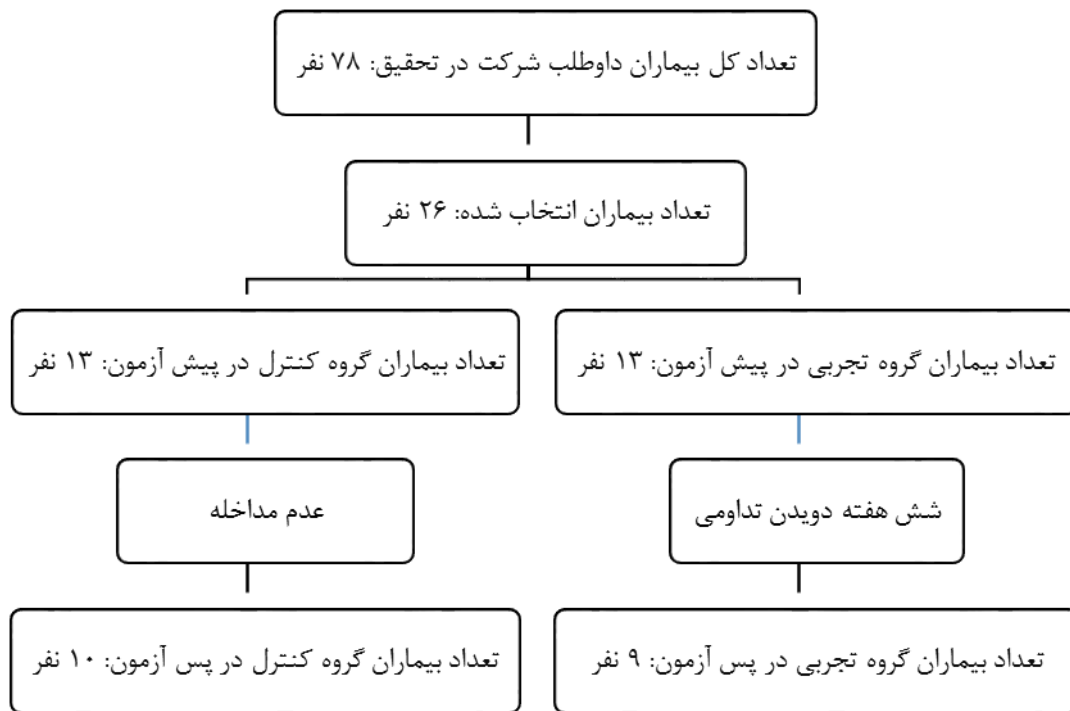 تعداد کل بیماران داوطلب شرکت در تحقیق: ۷۸ نفر
تعداد بیماران انتخاب شده: ۲۶ نفر
تعداد بیماران گروه تجربی در پیش آزمون: ۱۳ نفر
تعداد بیماران گروه کنترل در پیش آزمون: ۱۳ نفر
شش هفته دویدن تداومی
عدم مداخله
تعداد بیماران گروه تجربی در پس آزمون: ۹ نفر
تعداد بیماران گروه کنترل در پس آزمون: ۱۰ نفر